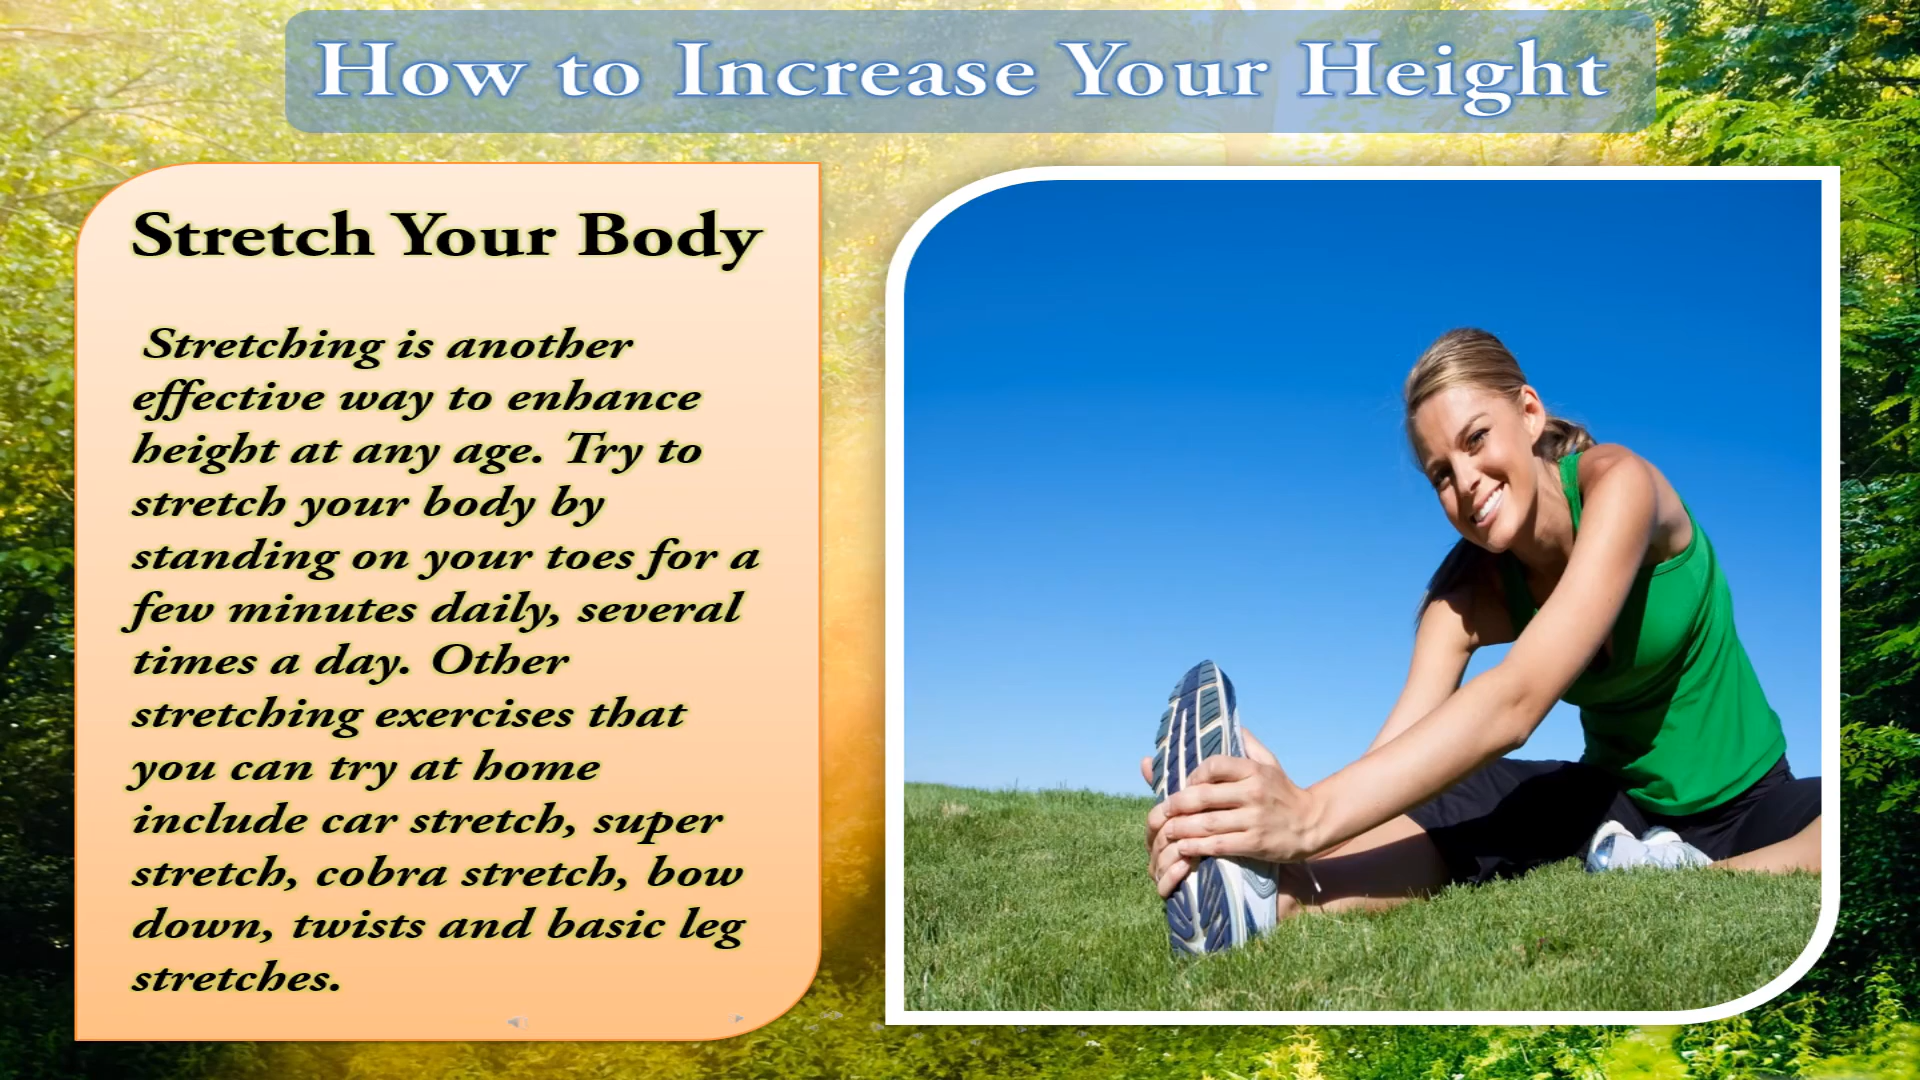 How to Increase Your Height
Stretch Your Body
Stretching is another
effective way to enhance
height at any age. Try to
stretch your body by
standing on your toes for a
few minutes daily, several
times a day. Other
stretching exercises that
you can try at home
include car stretch, super
stretch, cobra stretch, bow
down, twists and basic leg
stretches.